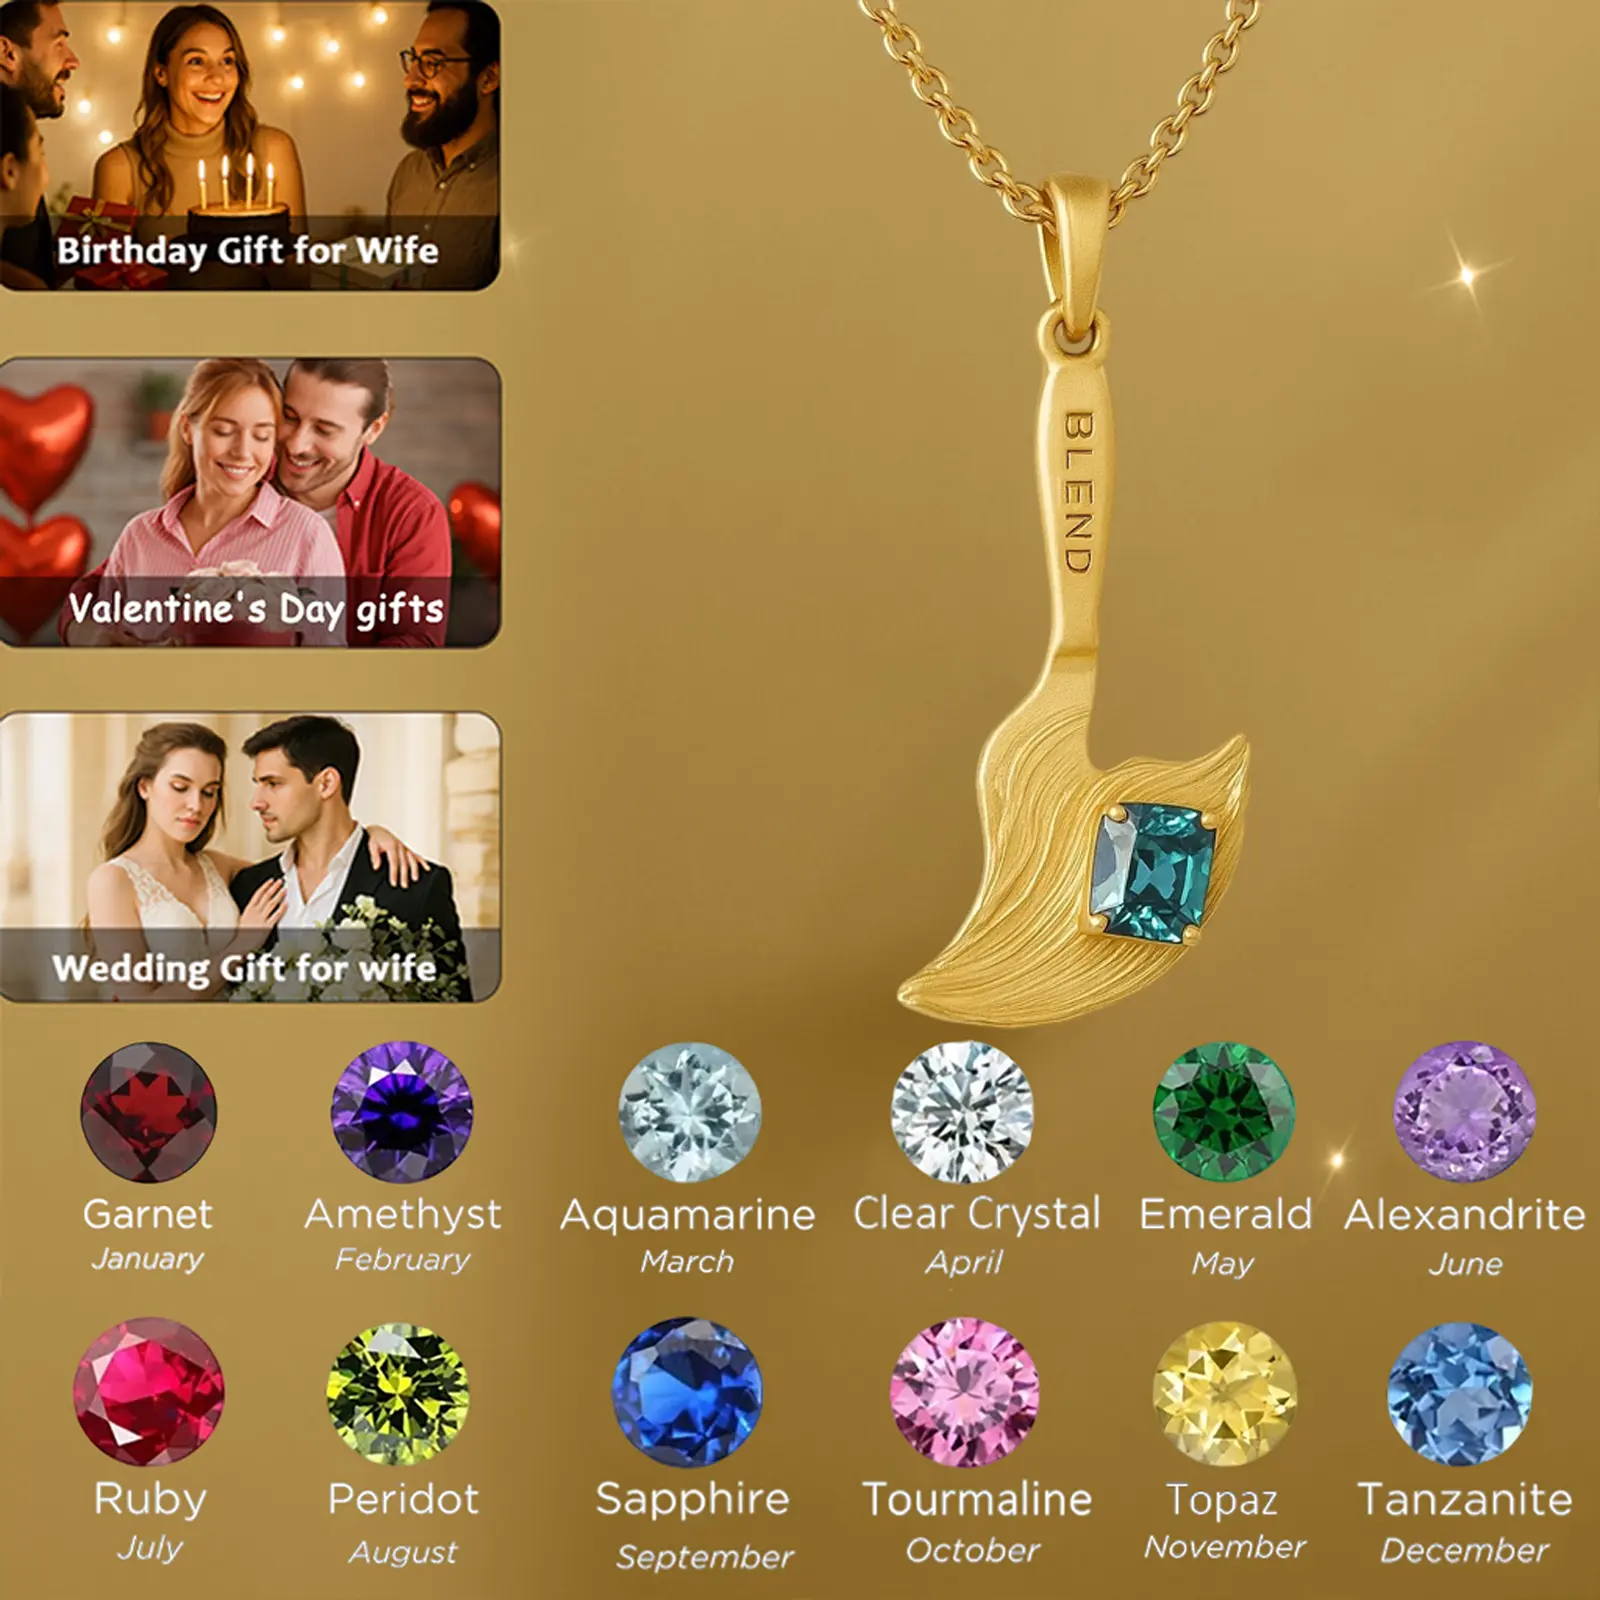 Birthday Gift for Wife
Valentine's Day gifts
Wedding Gift for wife
BLEND
Garnet
January
Amethyst
February
Aquamarine
March
Clear Crystal
April
Emerald
May
Alexandrite
June
Ruby
July
Peridot
August
Sapphire
September
Tourmaline
October
Topaz
November
Tanzanite
December